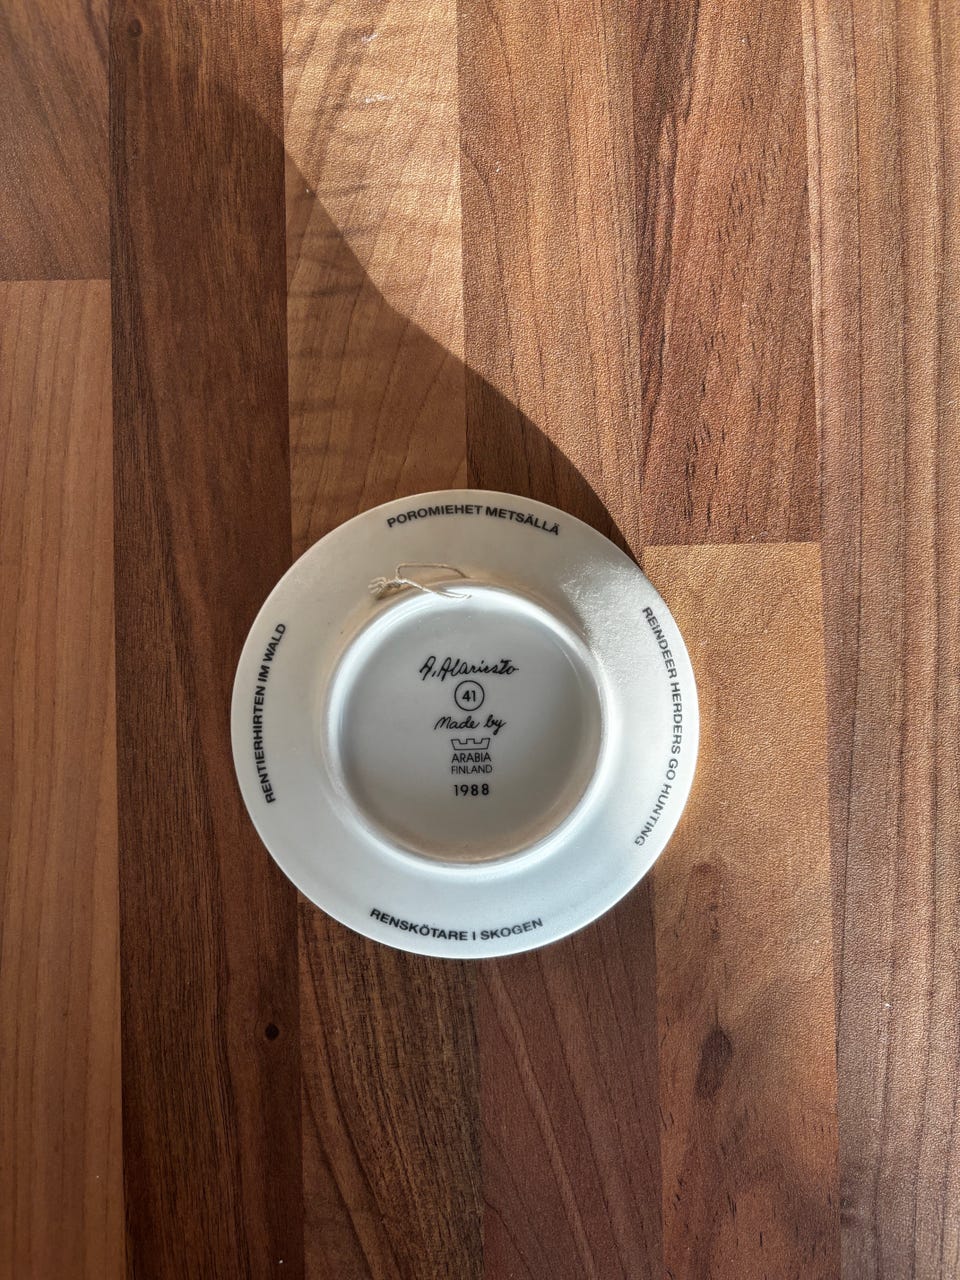 POROMIEHET METSÄLLÄ
REINDEER HERDERS GO HUNTING
RENSKÖTARE I SKOGEN
RENTIERHIRTEN IM WALD
A. Alariesto
41
Made by
ARABIA
FINLAND
1988